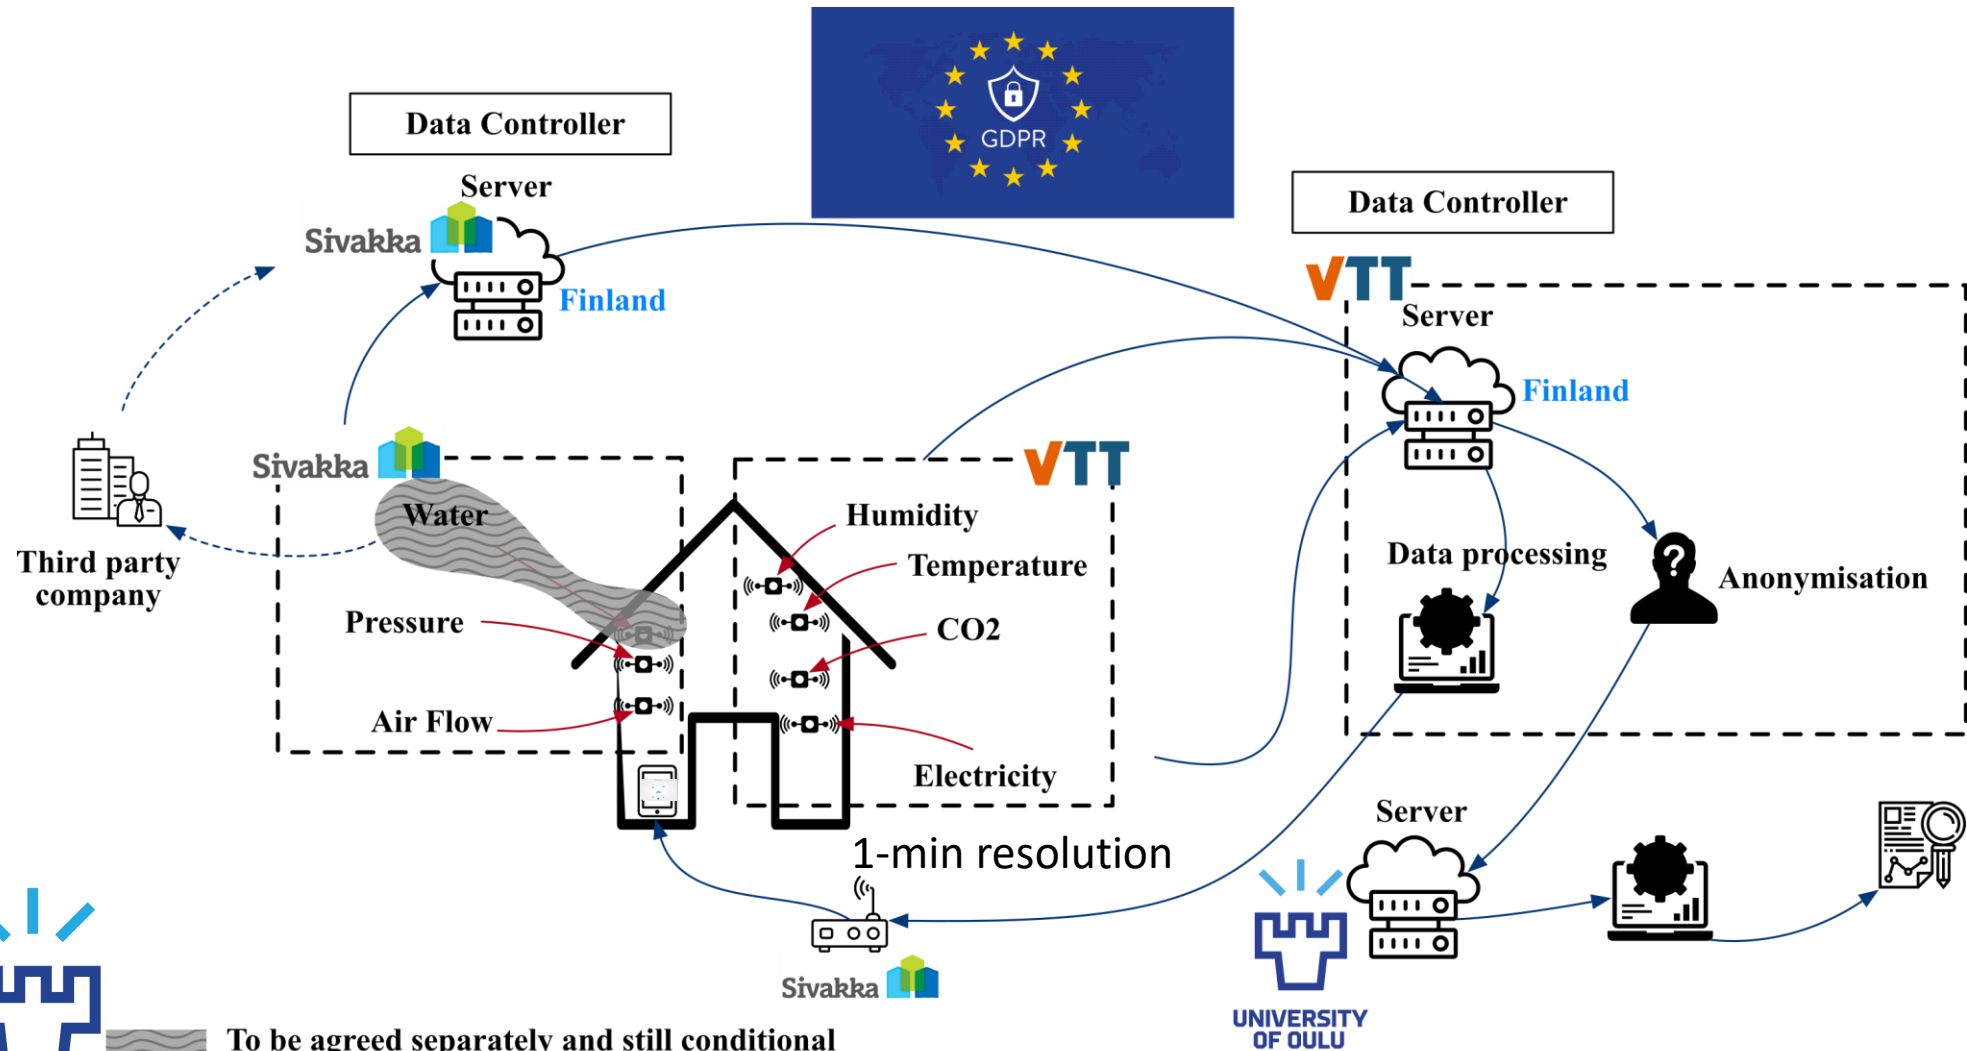 GDPR
Data Controller
Server
Sivakka
Finland
Data Controller
VTT
Server
Finland
Sivakka
VTT
Water
Humidity
Temperature
CO2
Third party
company
Pressure
Air Flow
Electricity
Data processing
Anonymisation
1-min resolution
Server
Sivakka
UNIVERSITY
OF OULU
To be agreed separately and still conditional